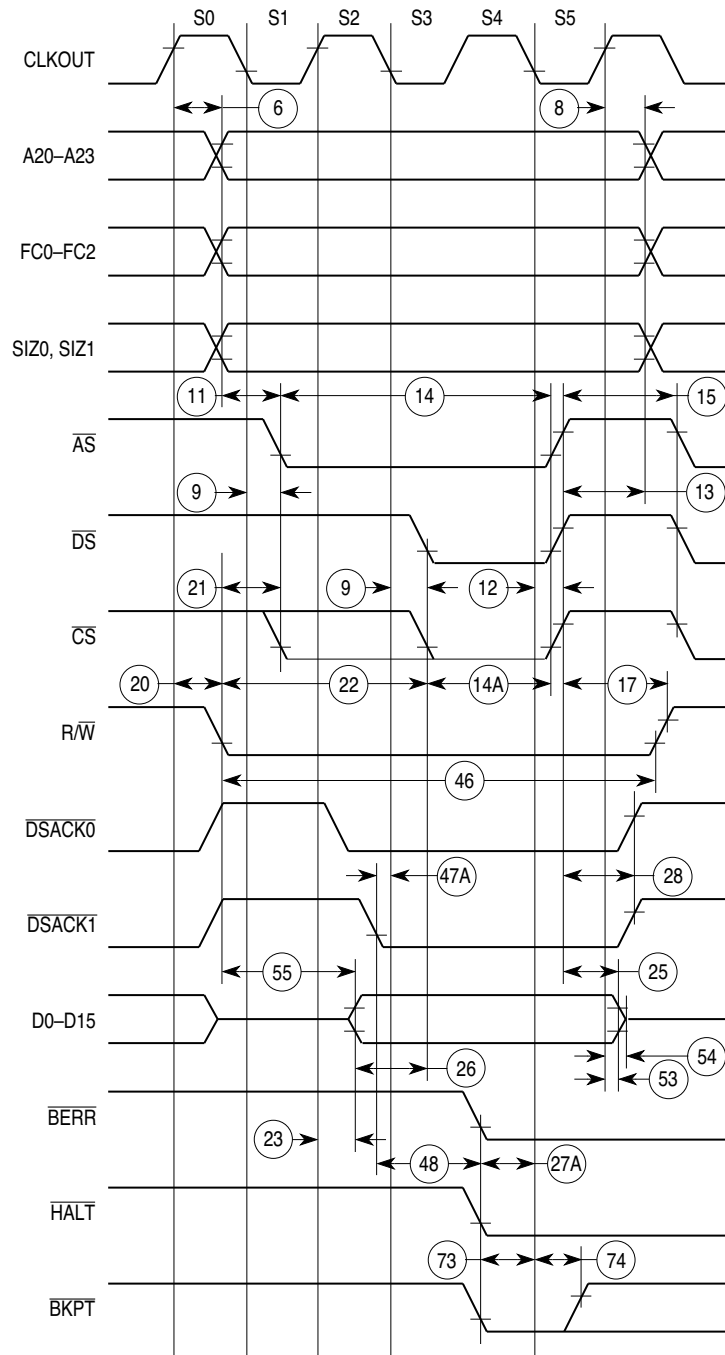 S0 S1 S2 S3 S4 S5
CLKOUT
6 8
A20–A23
FC0–FC2
SIZ0, SIZ1
11 14 15
AS
9 13
DS
21 9 12
CS
20 22 14A 17
R/W
46
DSACK0
47A 28
DSACK1
55 25
D0–D15
54
26 53
BERR
23 48 27A
HALT
73 74
BKPT